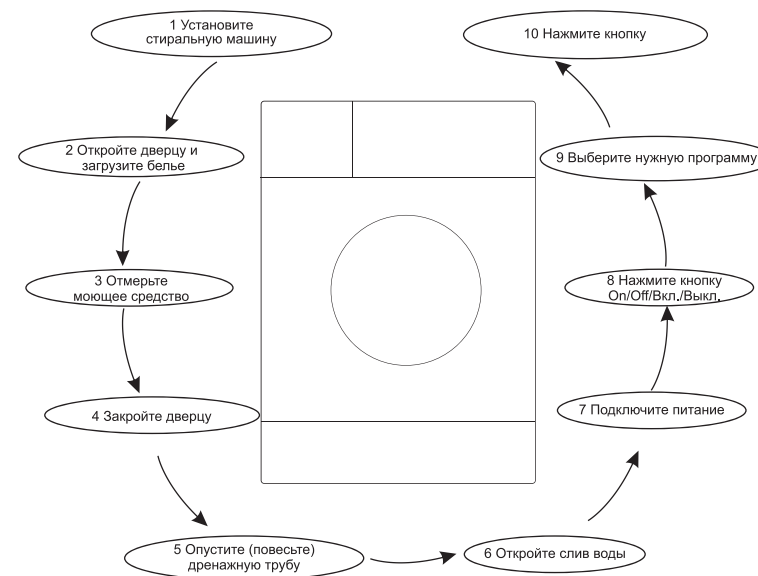 1 Установите
стиральную машину
2 Откройте дверцу и
загрузите белье
3 Отмерьте
моющее средство
4 Закройте дверцу
5 Опустите (повесьте)
дренажную трубу
6 Откройте слив воды
7 Подключите питание
8 Нажмите кнопку
On/Off/Вкл./Выкл.
9 Выберите нужную программу
10 Нажмите кнопку